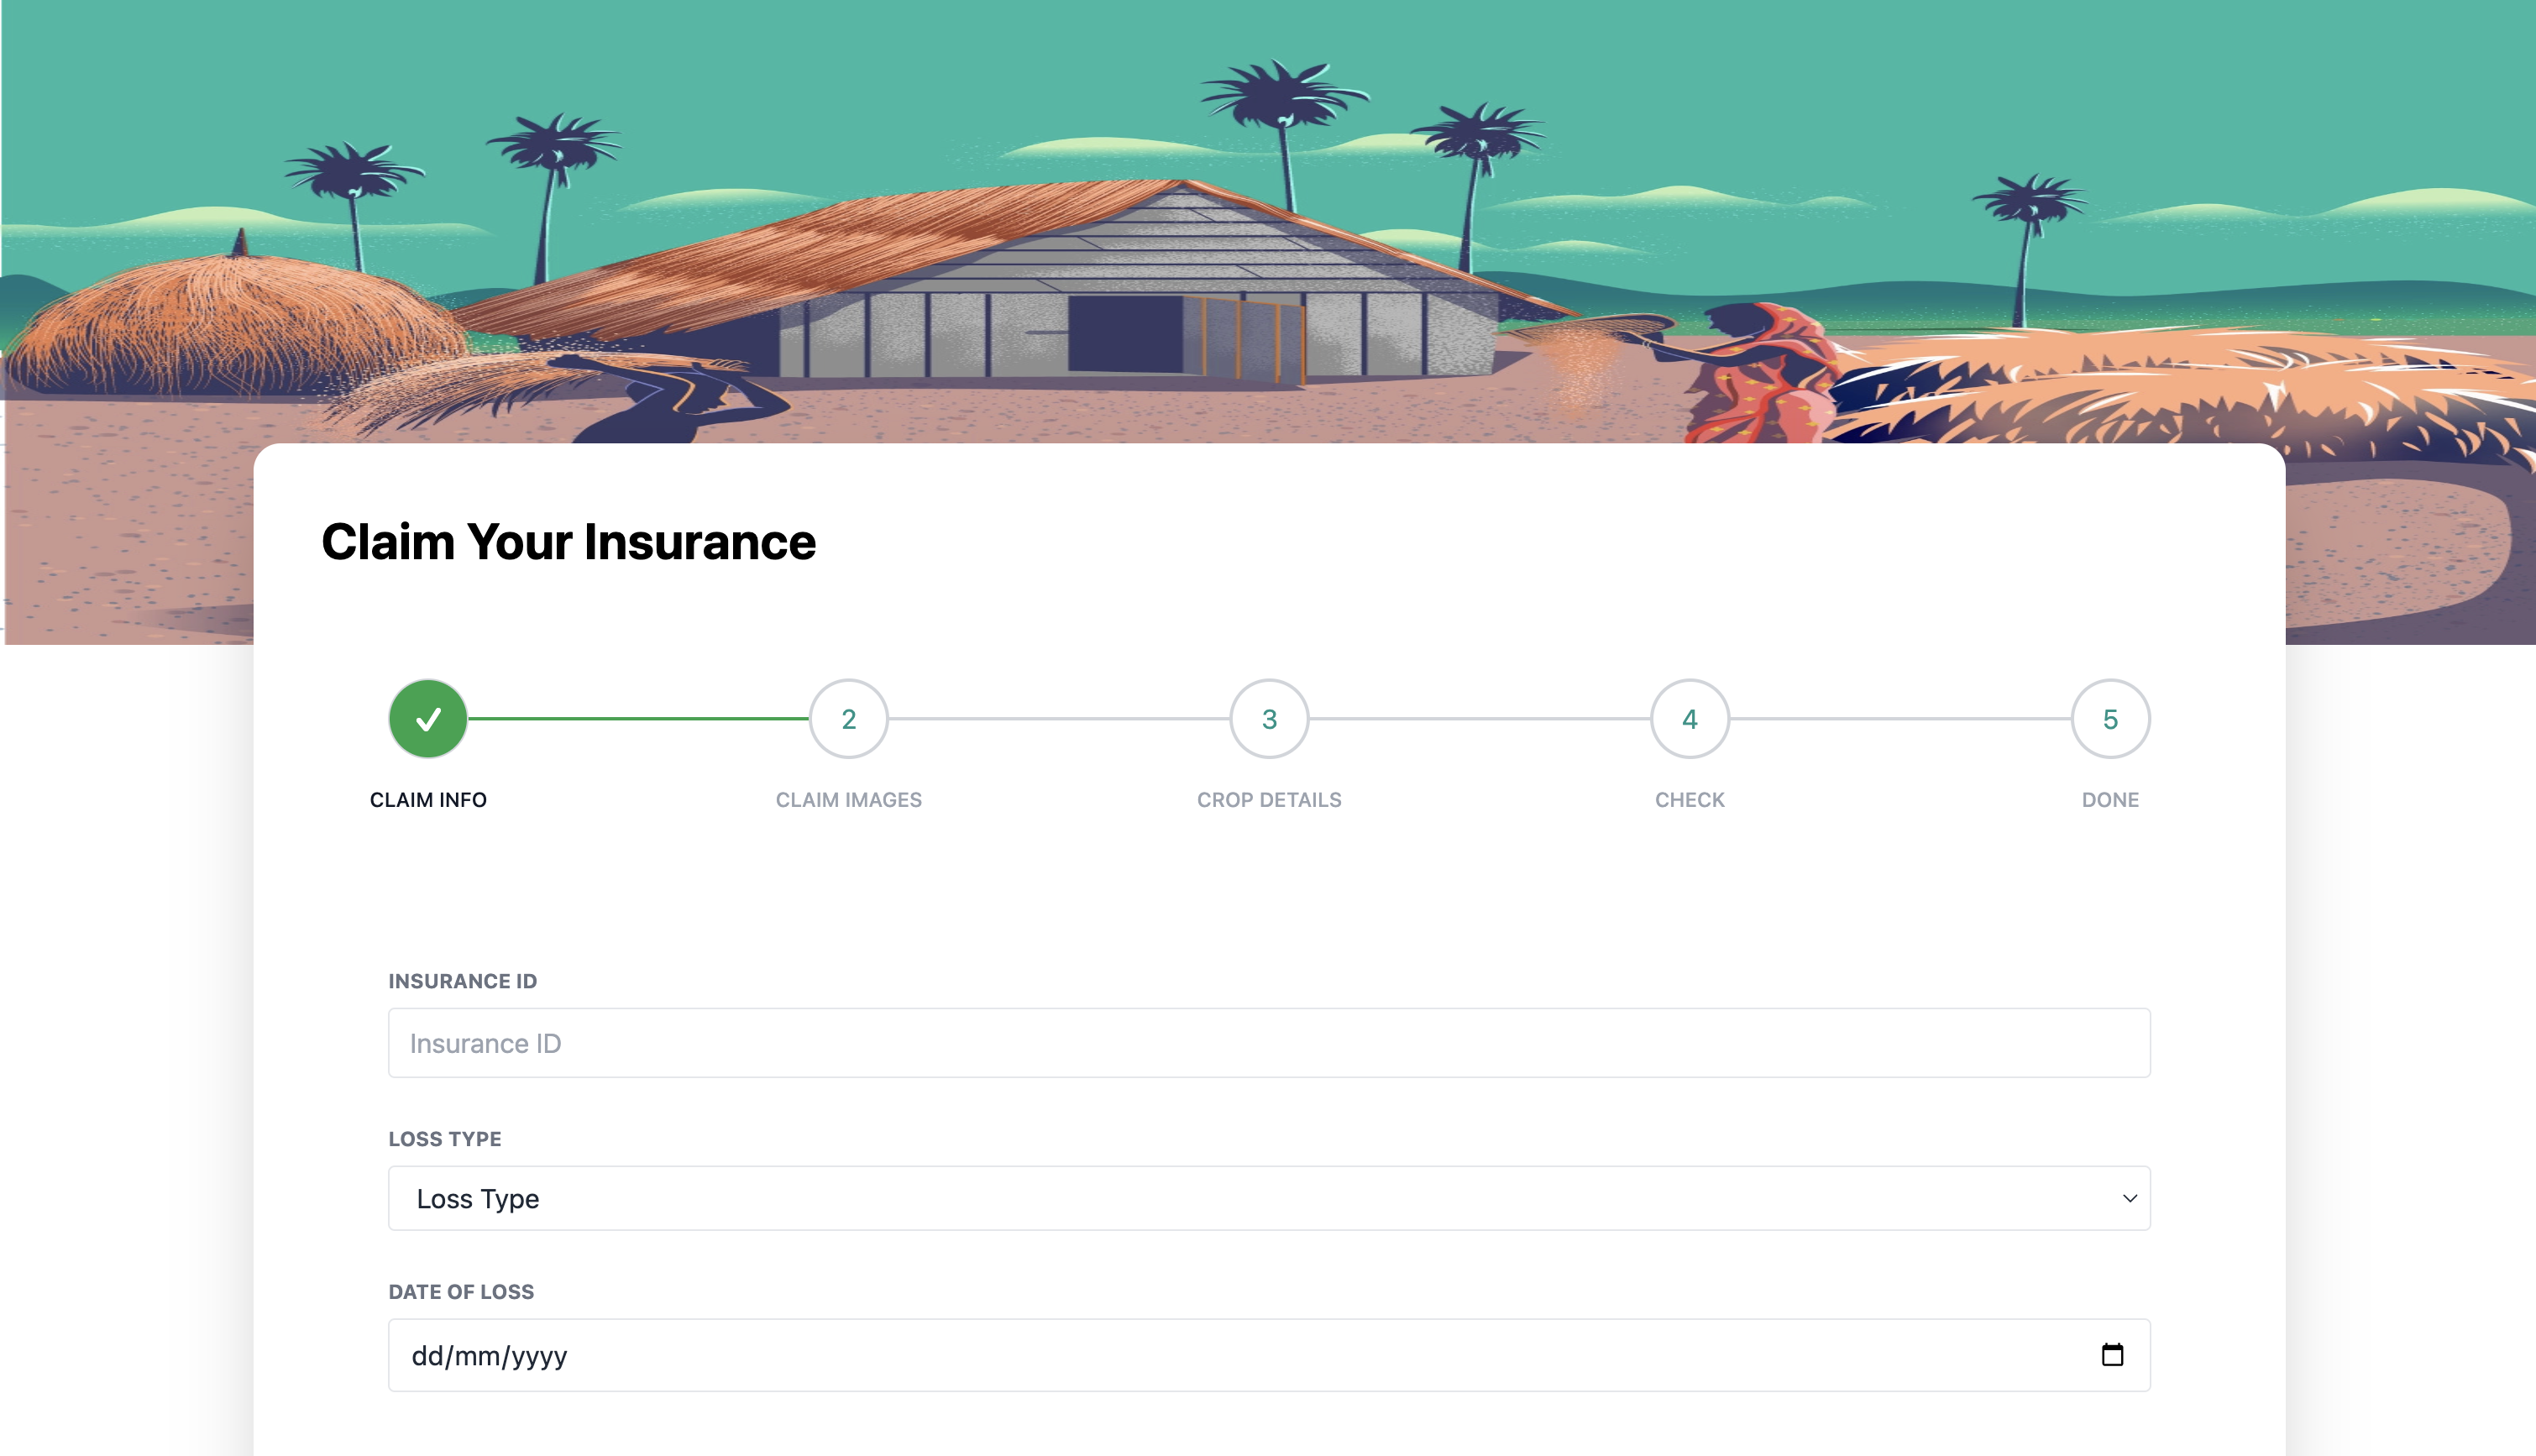 Claim Your Insurance
2
3
4
5
CLAIM INFO
CLAIM IMAGES
CROP DETAILS
CHECK
DONE
INSURANCE ID
Insurance ID
LOSS TYPE
Loss Type
DATE OF LOSS
dd/mm/yyyy